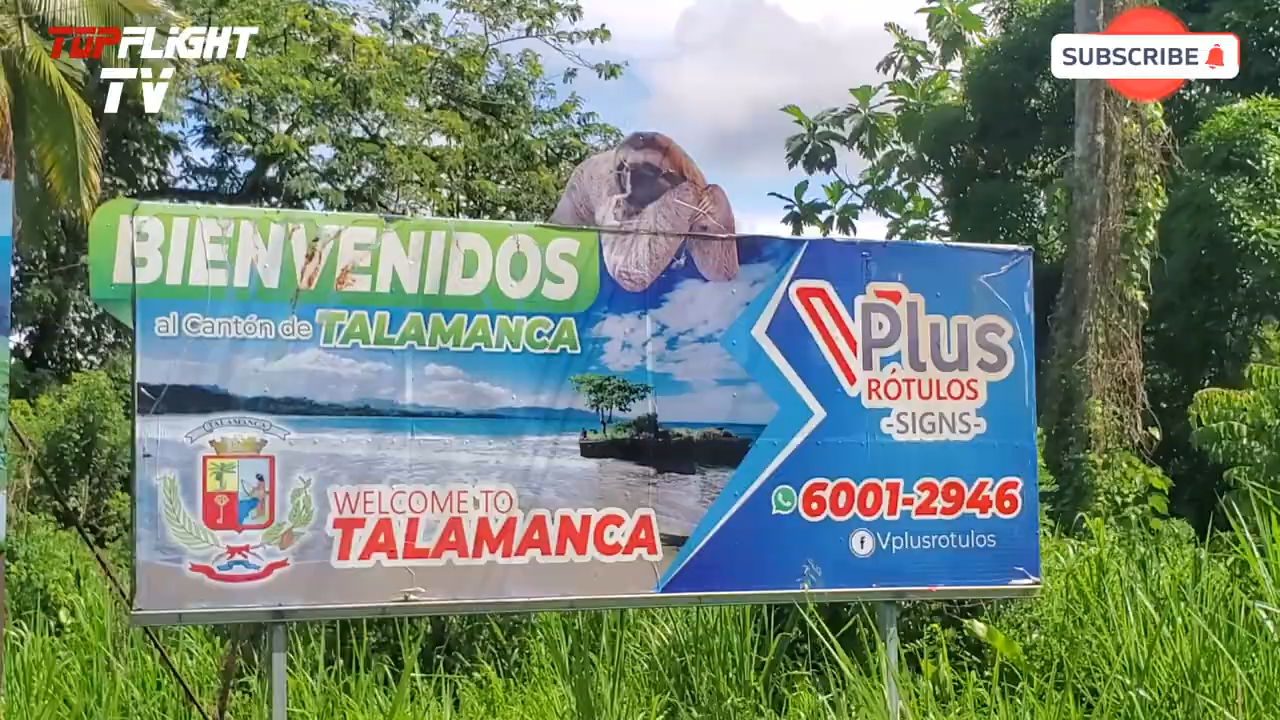 TOPFLIGHT
TV
SUBSCRIBE
BIENVENIDOS
al Cantón de TALAMANCA
TALAMANCA
WELCOME TO
TALAMANCA
VPlus
RÓTULOS
-SIGNS-
6001-2946
Vplusrotulos